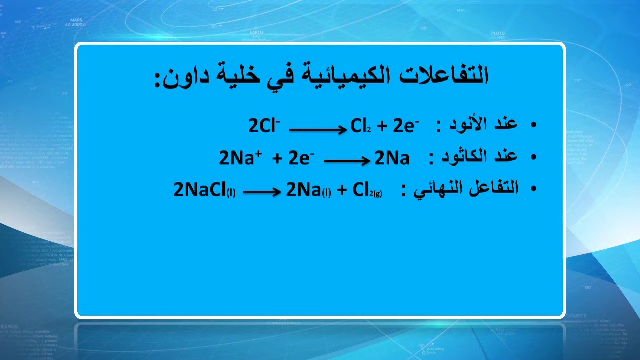 التفاعلات الكيميائية في خلية داون:
• عند الأنود : 2Cl⁻ ⟶ Cl₂ + 2e⁻
• عند الكاثود : 2Na⁺ + 2e⁻ ⟶ 2Na
• التفاعل النهائي : 2NaCl(l) ⟶ 2Na(l) + Cl₂(g)